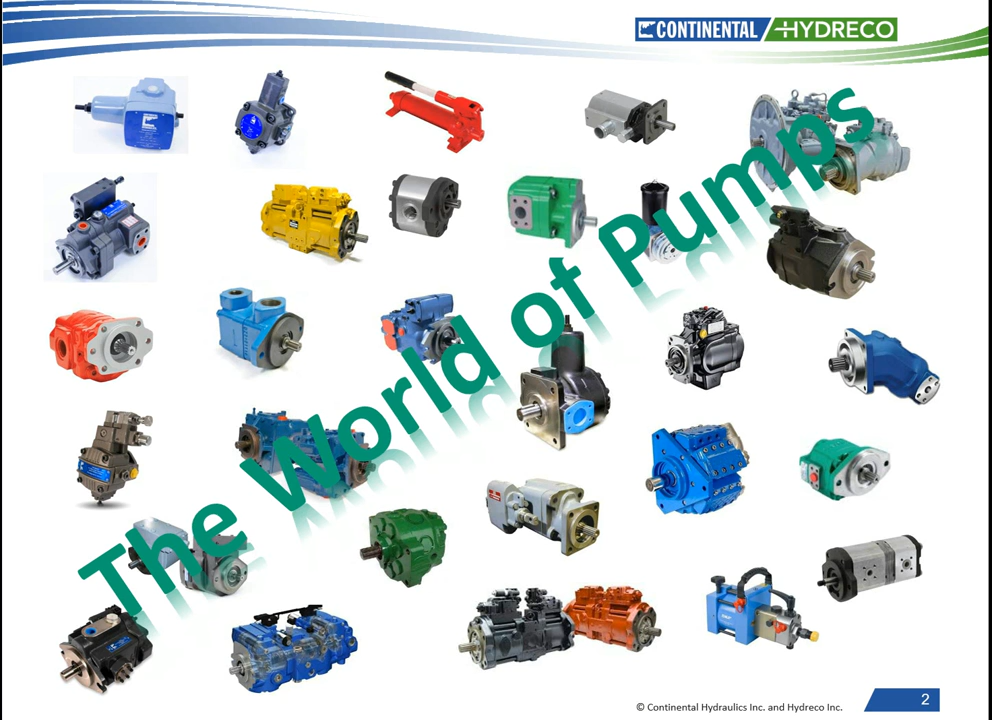 CONTINENTAL HYDRECO
The World of Pumps
© Continental Hydraulics Inc. and Hydreco Inc.
2